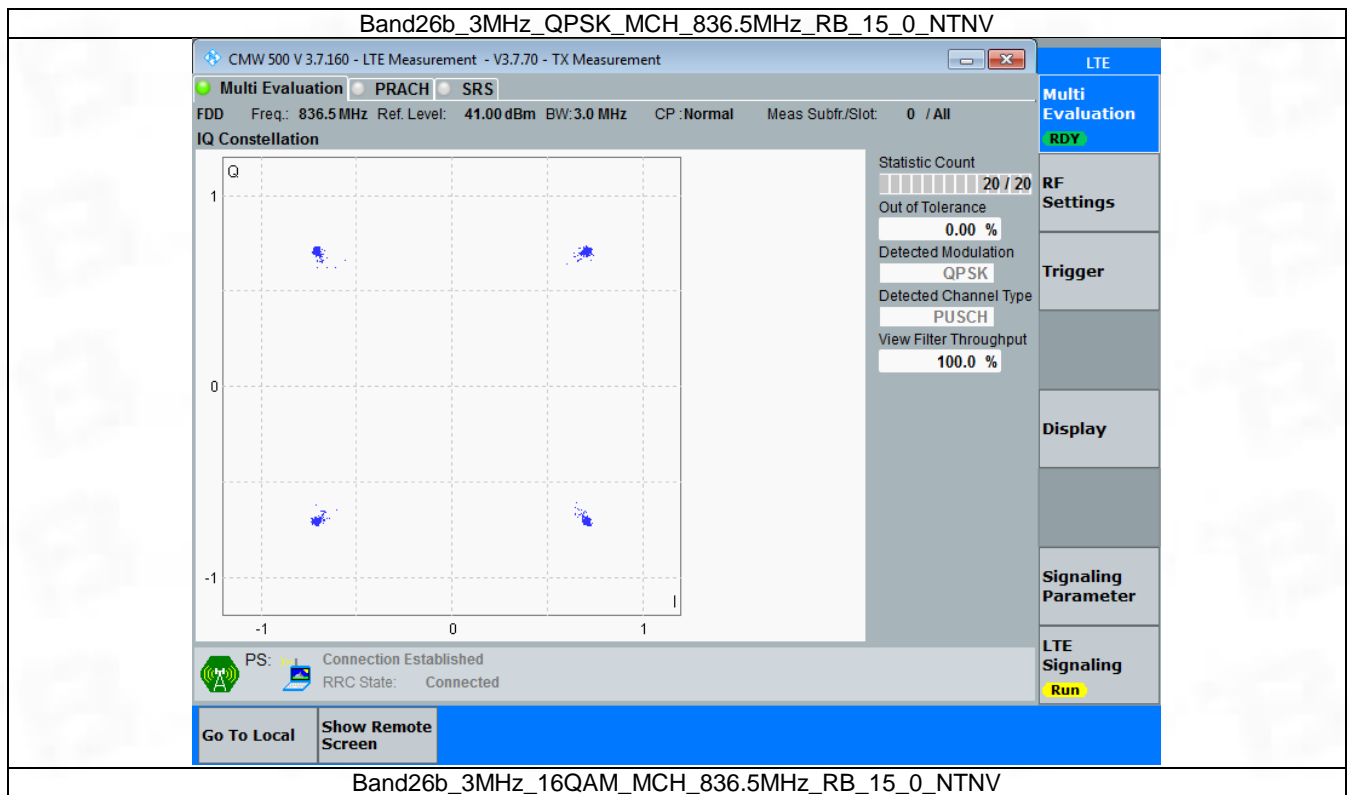 Band26b_3MHz_QPSK_MCH_836.5MHz_RB_15_0_NTNV
CMW 500 V 3.7.160 - LTE Measurement - V3.7.70 - TX Measurement
LTE
Multi Evaluation PRACH SRS
FDD Freq.: 836.5 MHz Ref. Level: 41.00 dBm BW: 3.0 MHz CP : Normal Meas Subfr./Slot: 0 / All
IQ Constellation
Q
1
0
-1
-1 0 1
I
Statistic Count
20 / 20
Out of Tolerance
0.00 %
Detected Modulation
QPSK
Detected Channel Type
PUSCH
View Filter Throughput
100.0 %
Multi
Evaluation
RDY
RF
Settings
Trigger
Display
Signaling
Parameter
LTE
Signaling
Run
PS: Connection Established
RRC State: Connected
Go To Local
Show Remote
Screen
Band26b_3MHz_16QAM_MCH_836.5MHz_RB_15_0_NTNV